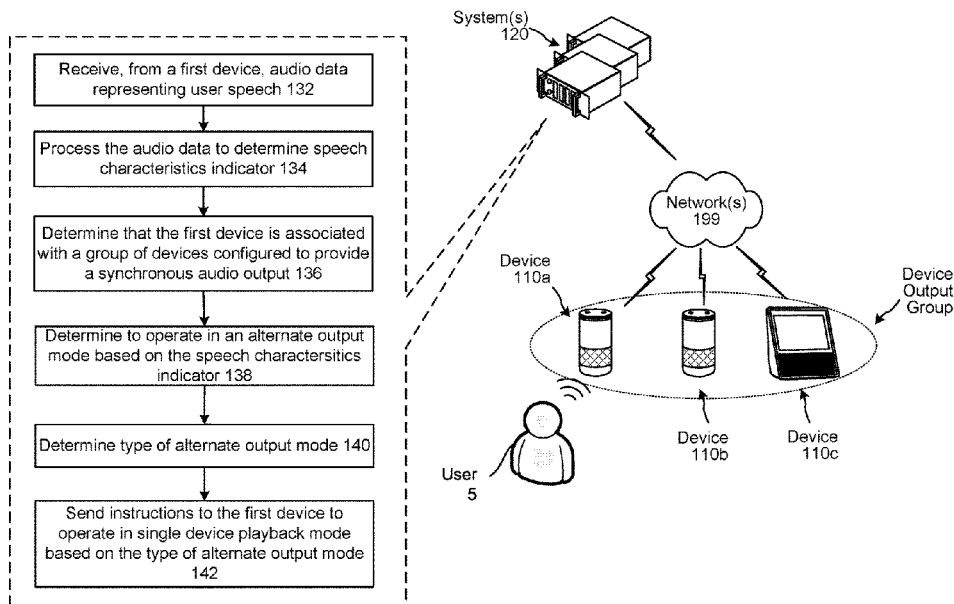 System(s)
120
Receive, from a first device, audio data
representing user speech 132
Process the audio data to determine speech
characteristics indicator 134
Determine that the first device is associated
with a group of devices configured to provide
a synchronous audio output 136
Determine to operate in an alternate output
mode based on the speech charactersitics
indicator 138
Determine type of alternate output mode 140
Send instructions to the first device to
operate in single device playback mode
based on the type of alternate output mode
142
Network(s)
199
Device
110a
Device
Output
Group
Device
110b
Device
110c
User
5